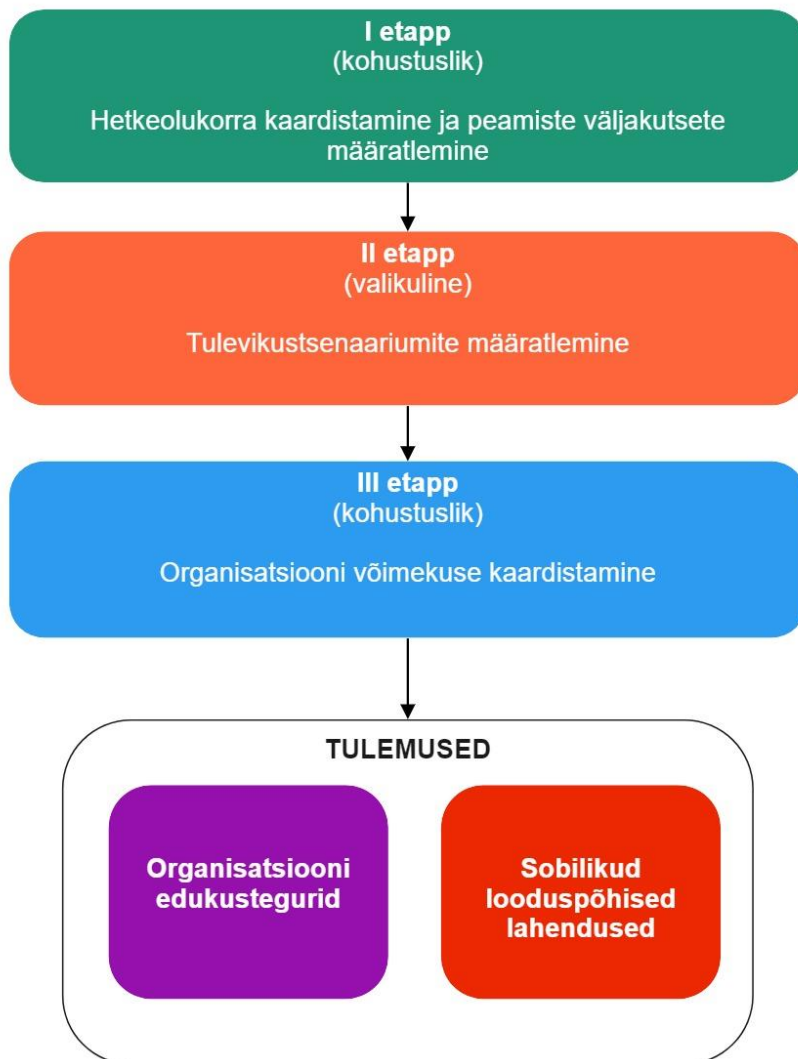 I etapp
(kohustuslik)
Hetkeolukorra kaardistamine ja peamiste väljakutsete
määratlemine
II etapp
(valikuline)
Tulevikustsenaariumite määratlemine
III etapp
(kohustuslik)
Organisatsiooni võimekuse kaardistamine
TULEMUSED
Organisatsiooni
edukustegurid
Sobilikud
looduspõhised
lahendused